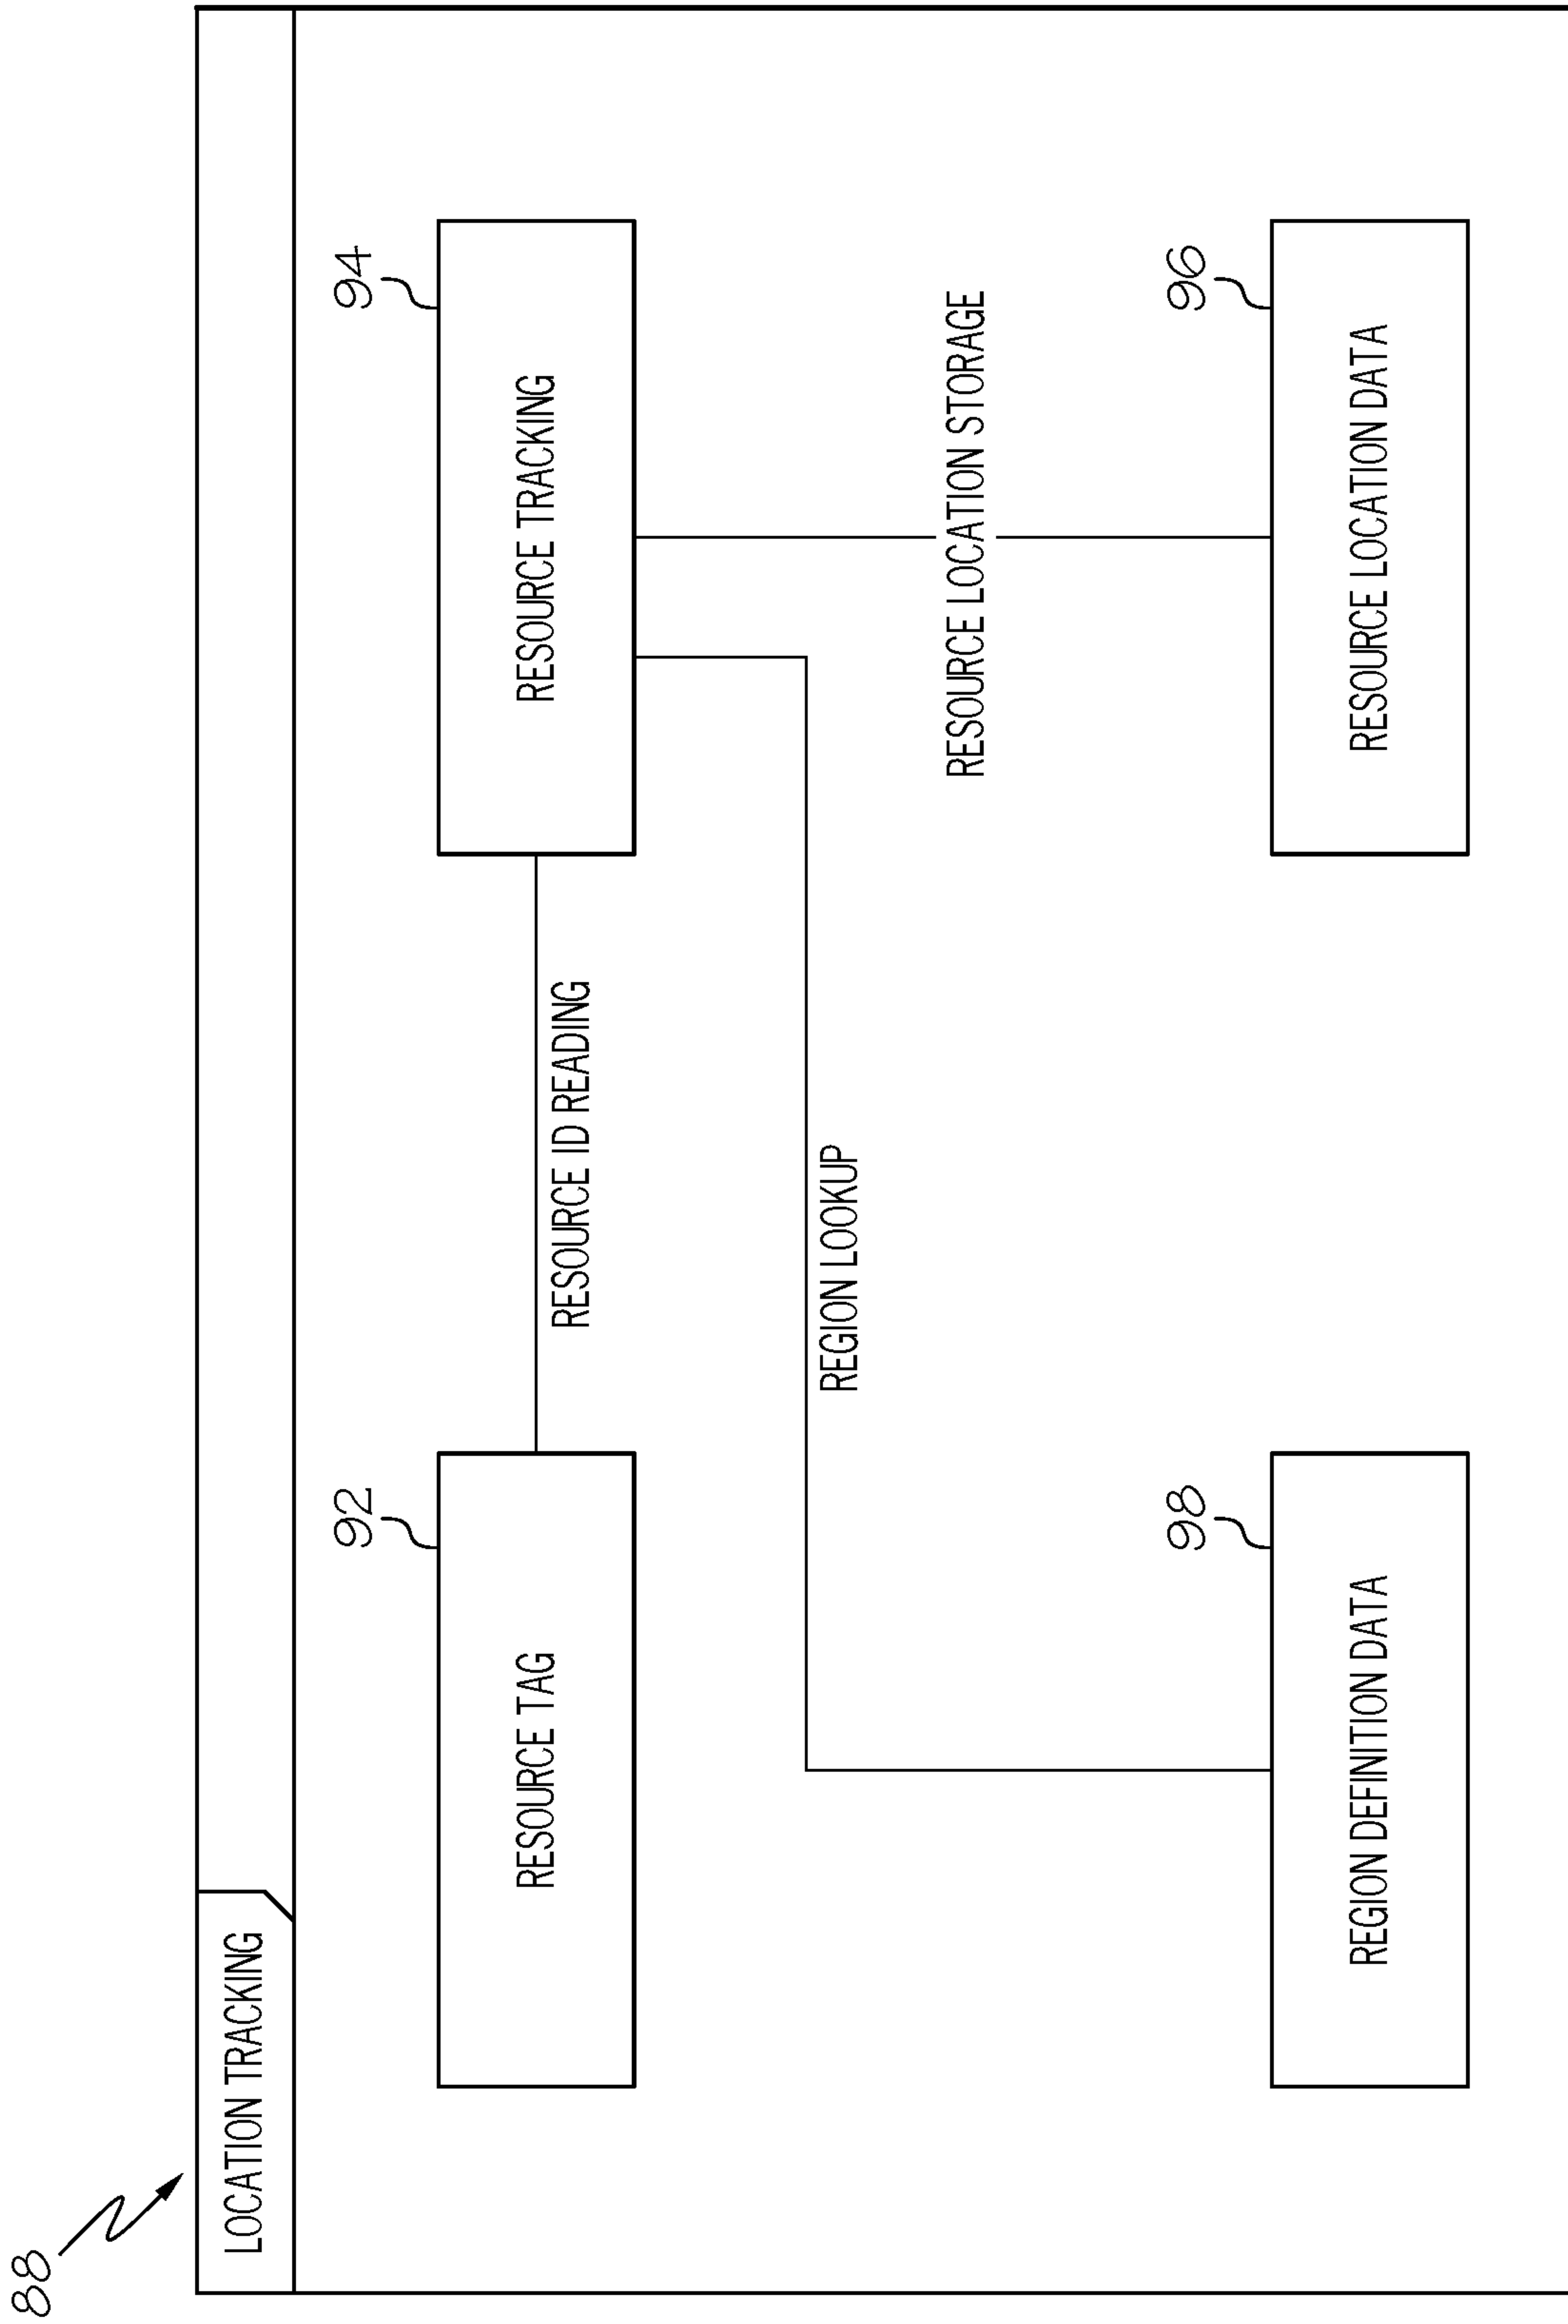 88
LOCATION TRACKING
92
RESOURCE TAG
RESOURCE ID READING
94
RESOURCE TRACKING
REGION LOOKUP
RESOURCE LOCATION STORAGE
98
REGION DEFINITION DATA
96
RESOURCE LOCATION DATA